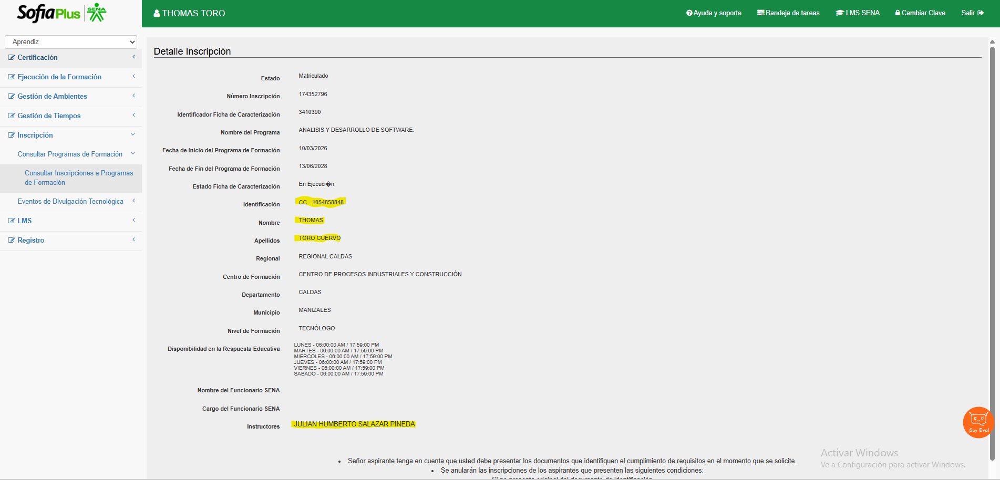 SofiaPlus SENA
THOMAS TORO
Ayuda y soporte
Bandeja de tareas
LMS SENA
Cambiar Clave
Salir
Aprendiz
Certificación
Ejecución de la Formación
Gestión de Ambientes
Gestión de Tiempos
Inscripción
Consultar Programas de Formación
Consultar Inscripciones a Programas
de Formación
Eventos de Divulgación Tecnológica
LMS
Registro
Detalle Inscripción
Estado Matriculado
Número Inscripción 174352796
Identificador Ficha de Caracterización 3410390
Nombre del Programa ANALISIS Y DESARROLLO DE SOFTWARE.
Fecha de Inicio del Programa de Formación 10/03/2026
Fecha de Fin del Programa de Formación 13/06/2028
Estado Ficha de Caracterización En Ejecuci�n
Identificación CC - 1054858848
Nombre THOMAS
Apellidos TORO CUERVO
Regional REGIONAL CALDAS
Centro de Formación CENTRO DE PROCESOS INDUSTRIALES Y CONSTRUCCIÓN
Departamento CALDAS
Municipio MANIZALES
Nivel de Formación TECNÓLOGO
Disponibilidad en la Respuesta Educativa
LUNES - 06:00:00 AM / 17:59:00 PM
MARTES - 06:00:00 AM / 17:59:00 PM
MIERCOLES - 06:00:00 AM / 17:59:00 PM
JUEVES - 06:00:00 AM / 17:59:00 PM
VIERNES - 06:00:00 AM / 17:59:00 PM
SABADO - 06:00:00 AM / 17:59:00 PM
Nombre del Funcionario SENA
Cargo del Funcionario SENA
Instructores JULIAN HUMBERTO SALAZAR PINEDA
¡Soy Eva!
Activar Windows
Ve a Configuración para activar Windows.
• Señor aspirante tenga en cuenta que usted debe presentar los documentos que identifiquen el cumplimiento de requisitos en el momento que se solicite.
• Se anularán las inscripciones de los aspirantes que presenten las siguientes condiciones:
Si no presenta original del documento de identificación